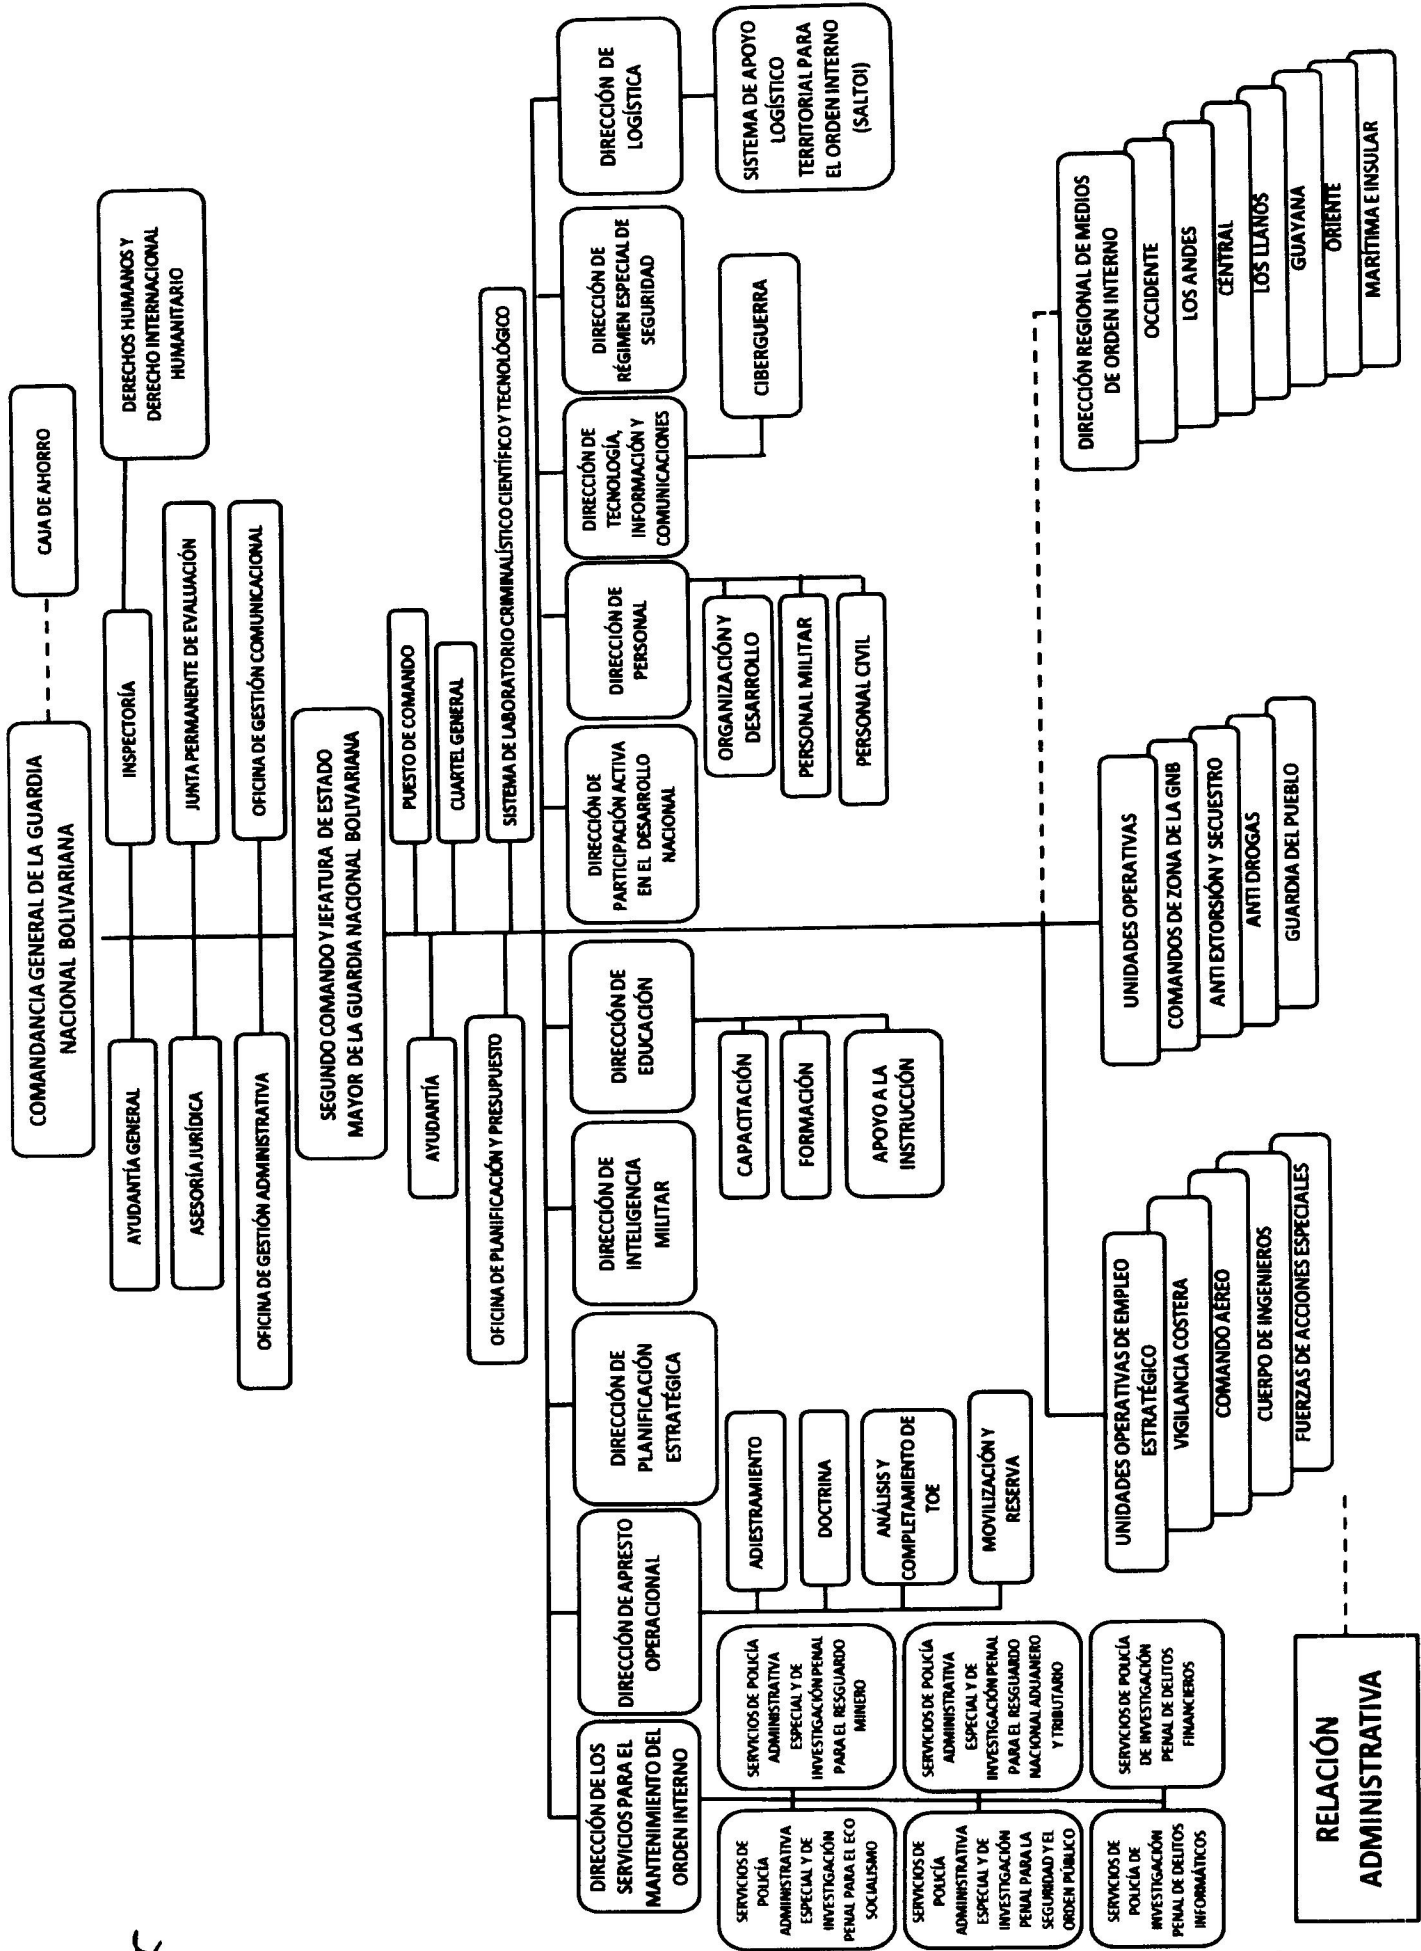 COMANDANCIA GENERAL DE LA GUARDIA
NACIONAL BOLIVARIANA
CAJA DE AHORRO
AYUDANTÍA GENERAL
INSPECTORÍA
DERECHOS HUMANOS Y
DERECHO INTERNACIONAL
HUMANITARIO
ASESORÍA JURÍDICA
JUNTA PERMANENTE DE EVALUACIÓN
OFICINA DE GESTIÓN ADMINISTRATIVA
OFICINA DE GESTIÓN COMUNICACIONAL
SEGUNDO COMANDO Y JEFATURA DE ESTADO
MAYOR DE LA GUARDIA NACIONAL BOLIVARIANA
AYUDANTÍA
PUESTO DE COMANDO
CUARTEL GENERAL
OFICINA DE PLANIFICACIÓN Y PRESUPUESTO
SISTEMA DE LABORATORIO CRIMINALÍSTICO CIENTÍFICO Y TECNOLÓGICO
DIRECCIÓN DE LOS
SERVICIOS PARA EL
MANTENIMIENTO DEL
ORDEN INTERNO
DIRECCIÓN DE APRESTO
OPERACIONAL
DIRECCIÓN DE
PLANIFICACIÓN
ESTRATÉGICA
DIRECCIÓN DE
INTELIGENCIA
MILITAR
DIRECCIÓN DE
EDUCACIÓN
DIRECCIÓN DE
PARTICIPACIÓN ACTIVA
EN EL DESARROLLO
NACIONAL
DIRECCIÓN DE
PERSONAL
DIRECCIÓN DE
TECNOLOGÍA,
INFORMACIÓN Y
COMUNICACIONES
DIRECCIÓN DE
RÉGIMEN ESPECIAL DE
SEGURIDAD
DIRECCIÓN DE
LOGÍSTICA
SERVICIOS DE
POLICÍA
ADMINISTRATIVA
ESPECIAL Y DE
INVESTIGACIÓN
PENAL PARA EL ECO
SOCIALISMO
SERVICIOS DE POLICÍA
ADMINISTRATIVA
ESPECIAL Y DE
INVESTIGACIÓN PENAL
PARA EL RESGUARDO
MINERO
SERVICIOS DE
POLICÍA
ADMINISTRATIVA
ESPECIAL Y DE
INVESTIGACIÓN
PENAL PARA LA
SEGURIDAD Y EL
ORDEN PÚBLICO
SERVICIOS DE POLICÍA
ADMINISTRATIVA
ESPECIAL Y DE
INVESTIGACIÓN PENAL
PARA EL RESGUARDO
NACIONAL ADUANERO
Y TRIBUTARIO
SERVICIOS DE
POLICÍA DE
INVESTIGACIÓN
PENAL DE DELITOS
INFORMÁTICOS
SERVICIOS DE POLICÍA
DE INVESTIGACIÓN
PENAL DE DELITOS
FINANCIEROS
ADIESTRAMIENTO
DOCTRINA
ANÁLISIS Y
COMPLETAMIENTO DE
TOE
MOVILIZACIÓN Y
RESERVA
CAPACITACIÓN
FORMACIÓN
APOYO A LA
INSTRUCCIÓN
ORGANIZACIÓN Y
DESARROLLO
PERSONAL MILITAR
PERSONAL CIVIL
CIBERGUERRA
SISTEMA DE APOYO
LOGÍSTICO
TERRITORIAL PARA
EL ORDEN INTERNO
(SALTOI)
UNIDADES OPERATIVAS DE EMPLEO
ESTRATÉGICO
VIGILANCIA COSTERA
COMANDO AÉREO
CUERPO DE INGENIEROS
FUERZAS DE ACCIONES ESPECIALES
UNIDADES OPERATIVAS
COMANDOS DE ZONA DE LA GNB
ANTI EXTORSIÓN Y SECUESTRO
ANTI DROGAS
GUARDIA DEL PUEBLO
DIRECCIÓN REGIONAL DE MEDIOS
DE ORDEN INTERNO
OCCIDENTE
LOS ANDES
CENTRAL
LOS LLANOS
GUAYANA
ORIENTE
MARÍTIMA E INSULAR
RELACIÓN
ADMINISTRATIVA